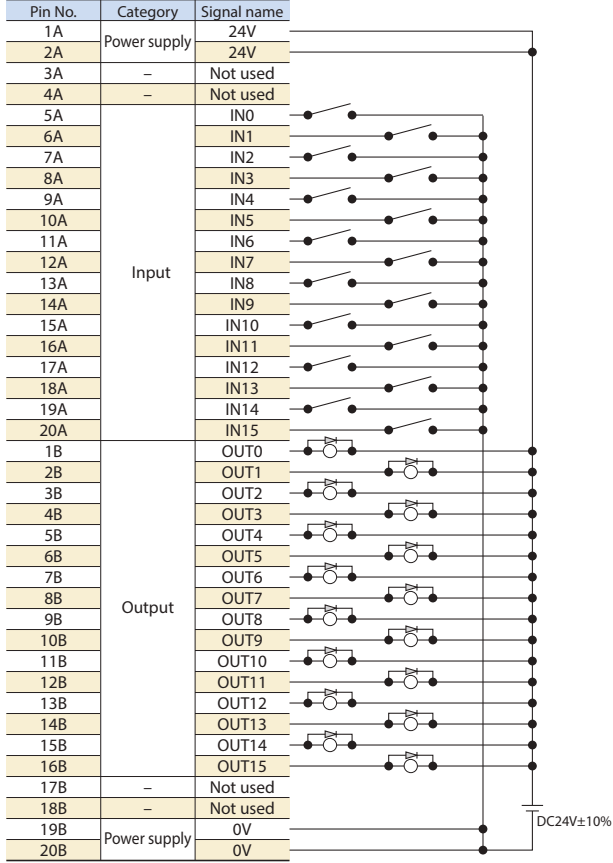 Pin No. Category Signal name
1A Power supply 24V
2A 24V
3A – Not used
4A – Not used
5A Input IN0
6A IN1
7A IN2
8A IN3
9A IN4
10A IN5
11A IN6
12A IN7
13A IN8
14A IN9
15A IN10
16A IN11
17A IN12
18A IN13
19A IN14
20A IN15
1B Output OUT0
2B OUT1
3B OUT2
4B OUT3
5B OUT4
6B OUT5
7B OUT6
8B OUT7
9B OUT8
10B OUT9
11B OUT10
12B OUT11
13B OUT12
14B OUT13
15B OUT14
16B OUT15
17B – Not used
18B – Not used
DC24V±10%
19B Power supply 0V
20B 0V